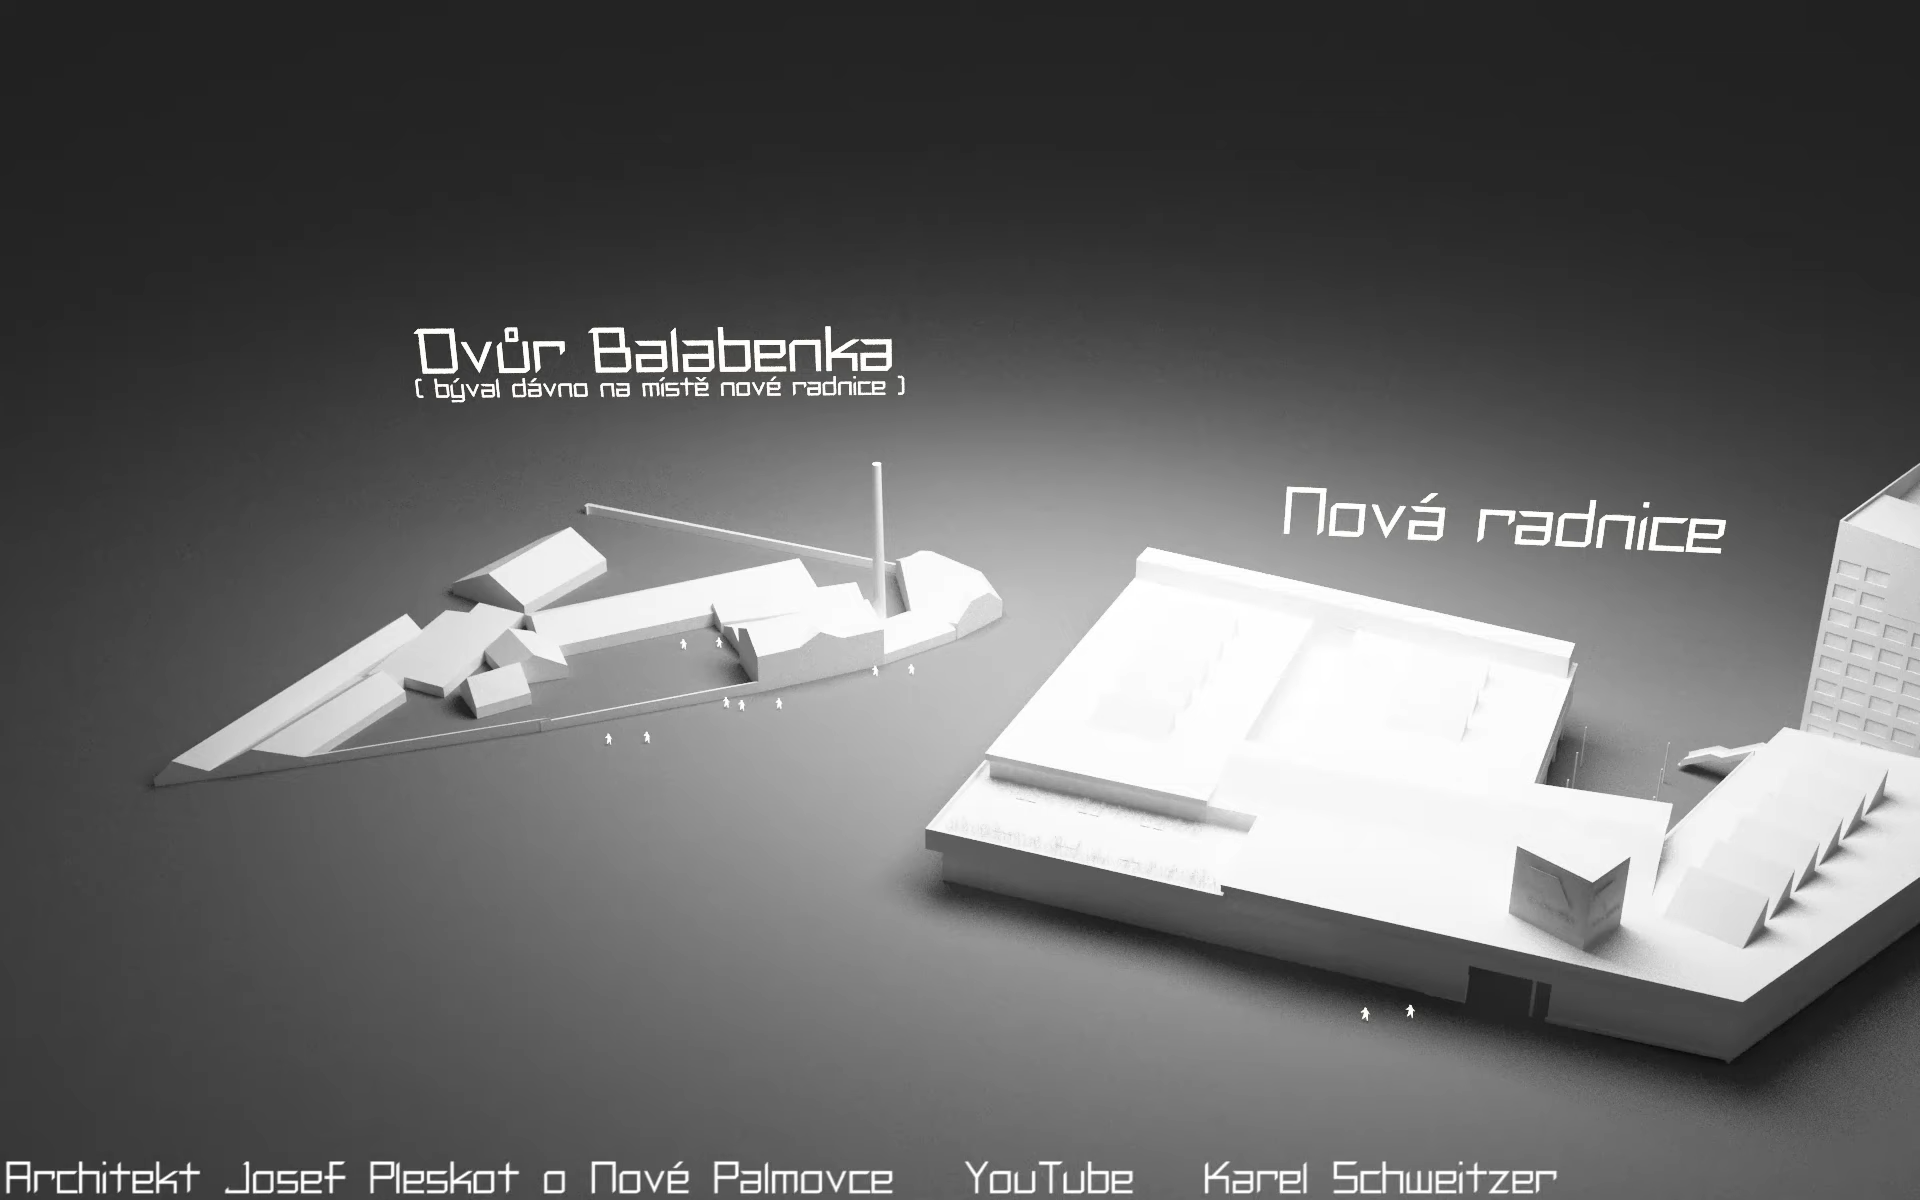 Dvůr Balabenka
( býval dávno na místě nové radnice )
Nová radnice
Architekt Josef Pleskot o Nové Palmovce YouTube Karel Schweitzer